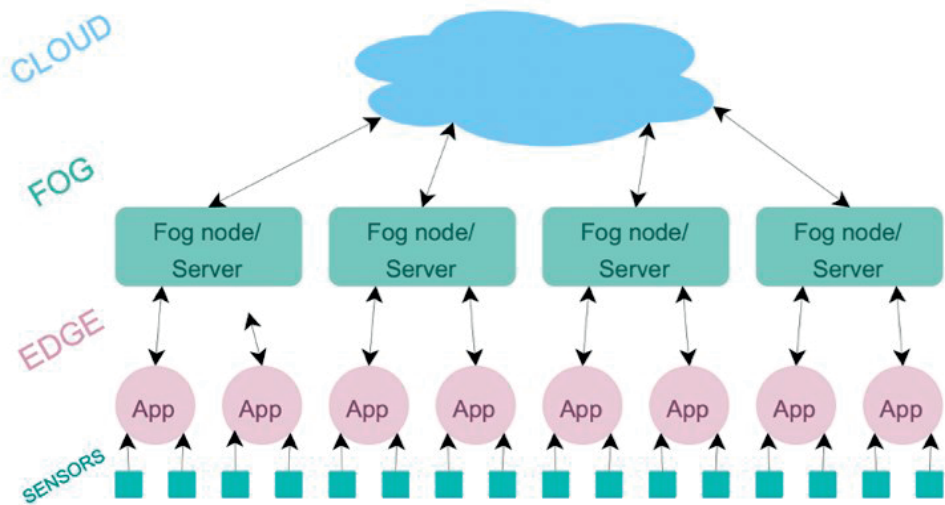 CLOUD
FOG
Fog node/
Server
Fog node/
Server
Fog node/
Server
Fog node/
Server
EDGE
App
App
App
App
App
App
App
App
SENSORS